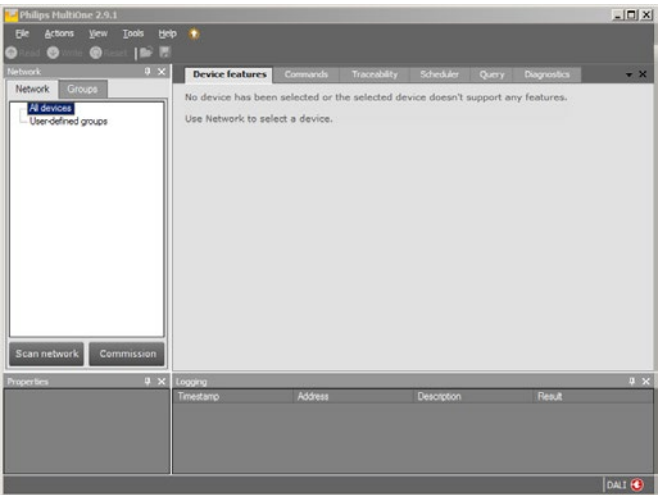 Philips MultiOne 2.9.1
File Actions View Tools Help
Read Write Reset
Network
Network Groups
All devices
User-defined groups
Scan network Commission
Device features Commands Traceability Scheduler Query Diagnostics
No device has been selected or the selected device doesn't support any features.
Use Network to select a device.
Properties
Logging
Timestamp Address Description Result
DALI